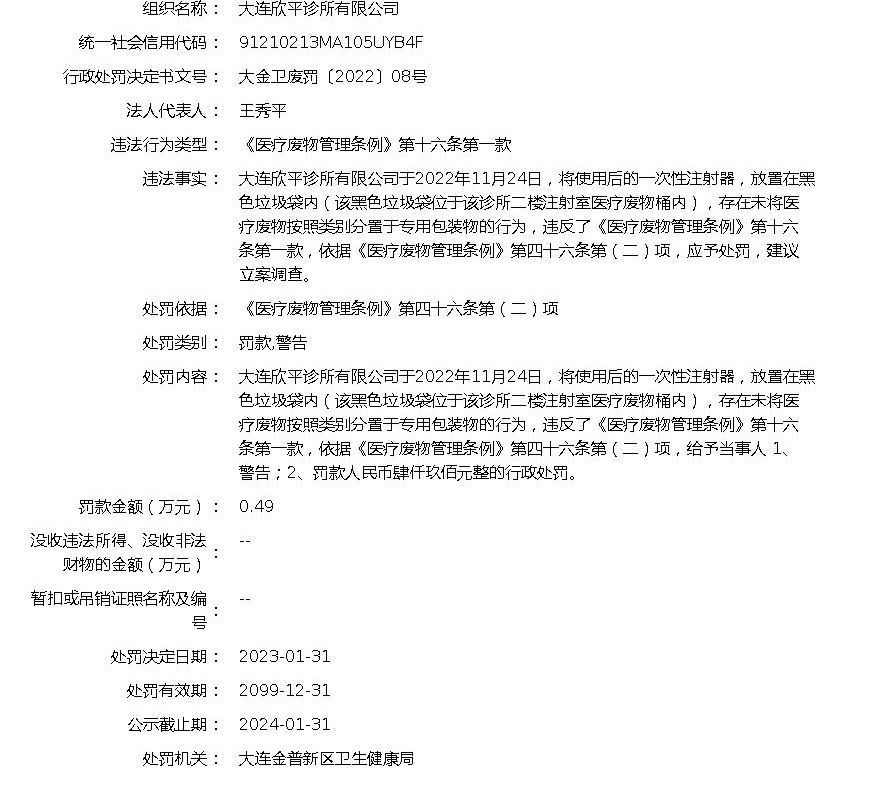 组织名称： 大连欣平诊所有限公司
统一社会信用代码： 91210213MA105UYB4F
行政处罚决定书文号： 大金卫废罚〔2022〕08号
法人代表人： 王秀平
违法行为类型： 《医疗废物管理条例》第十六条第一款
违法事实： 大连欣平诊所有限公司于2022年11月24日，将使用后的一次性注射器，放置在黑
色垃圾袋内（该黑色垃圾袋位于该诊所二楼注射室医疗废物桶内），存在未将医
疗废物按照类别分置于专用包装物的行为，违反了《医疗废物管理条例》第十六
条第一款，依据《医疗废物管理条例》第四十六条第（二）项，应予处罚，建议
立案调查。
处罚依据： 《医疗废物管理条例》第四十六条第（二）项
处罚类别： 罚款,警告
处罚内容： 大连欣平诊所有限公司于2022年11月24日，将使用后的一次性注射器，放置在黑
色垃圾袋内（该黑色垃圾袋位于该诊所二楼注射室医疗废物桶内），存在未将医
疗废物按照类别分置于专用包装物的行为，违反了《医疗废物管理条例》第十六
条第一款，依据《医疗废物管理条例》第四十六条第（二）项，给予当事人 1、
警告；2、罚款人民币肆仟玖佰元整的行政处罚。
罚款金额（万元）： 0.49
没收违法所得、没收非法
财物的金额（万元）： --
暂扣或吊销证照名称及编
号： --
处罚决定日期： 2023-01-31
处罚有效期： 2099-12-31
公示截止期： 2024-01-31
处罚机关： 大连金普新区卫生健康局